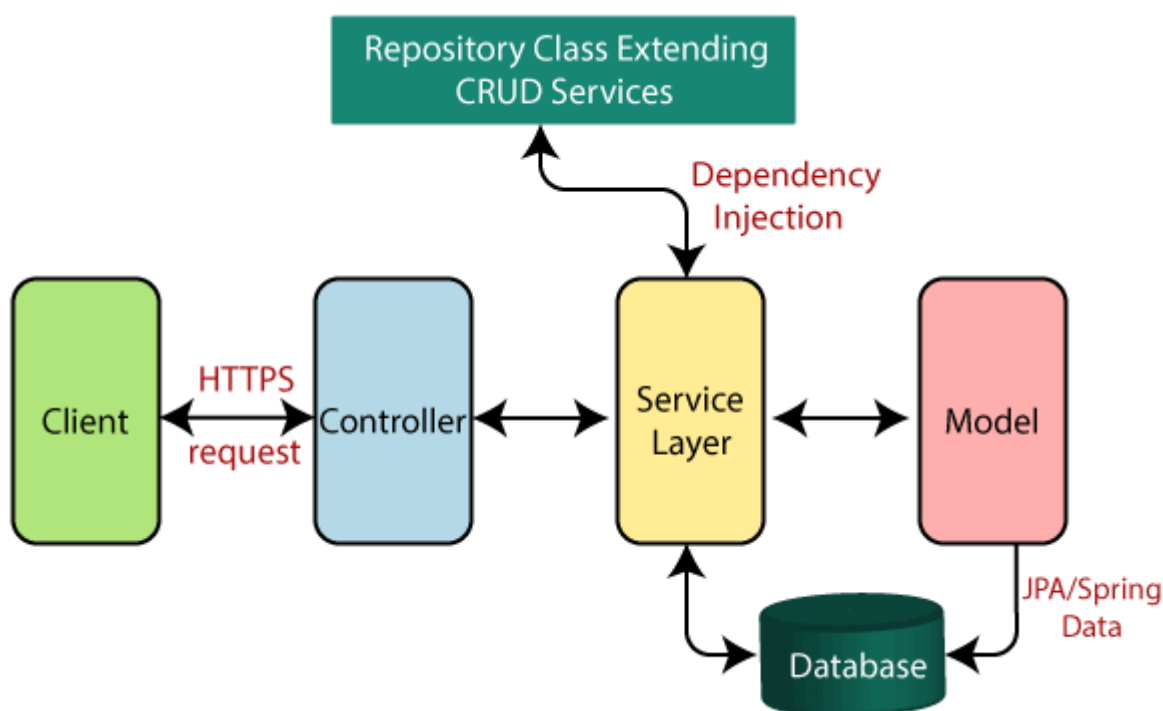 Repository Class Extending
CRUD Services
Dependency
Injection
HTTPS
request
Client
Controller
Service
Layer
Model
JPA/Spring
Data
Database